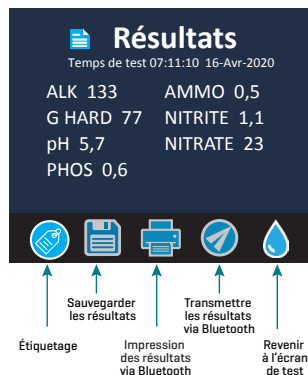 Résultats
Temps de test 07:11:10 16-Avr-2020
ALK 133 AMMO 0,5
G HARD 77 NITRITE 1,1
pH 5,7 NITRATE 23
PHOS 0,6
Sauvegarder
les résultats
Transmettre
les résultats
via Bluetooth
Étiquetage
Impression
des résultats
via Bluetooth
Revenir
à l'écran
de test